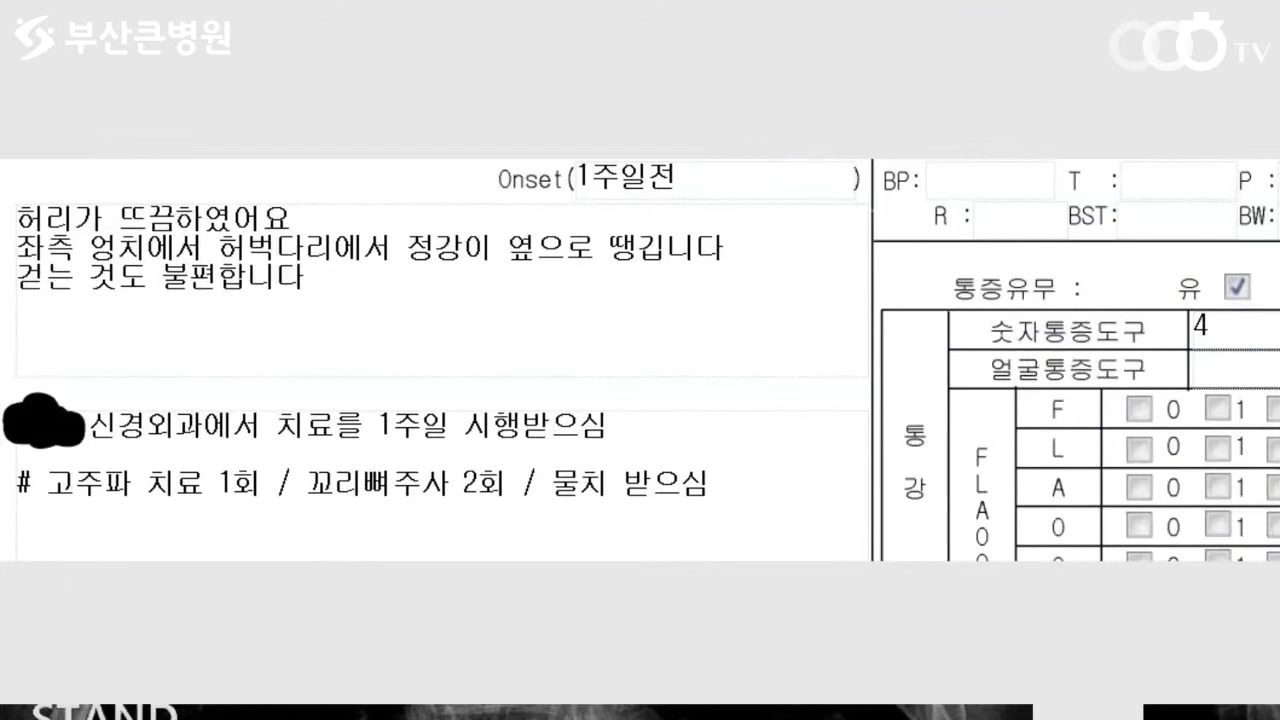 부산큰병원
TV
Onset(1주일전)
허리가 뜨끔하였어요
좌측 엉치에서 허벅다리에서 정강이 옆으로 땡깁니다
걷는 것도 불편합니다
신경외과에서 치료를 1주일 시행받으심
# 고주파 치료 1회 / 꼬리뼈주사 2회 / 물치 받으심
BP: T : P :
R : BST: BW:
통증유무 : 유
숫자통증도구 4
얼굴통증도구
통
강
FLAO
F 0 1
L 0 1
A 0 1
O 0 1
STAND